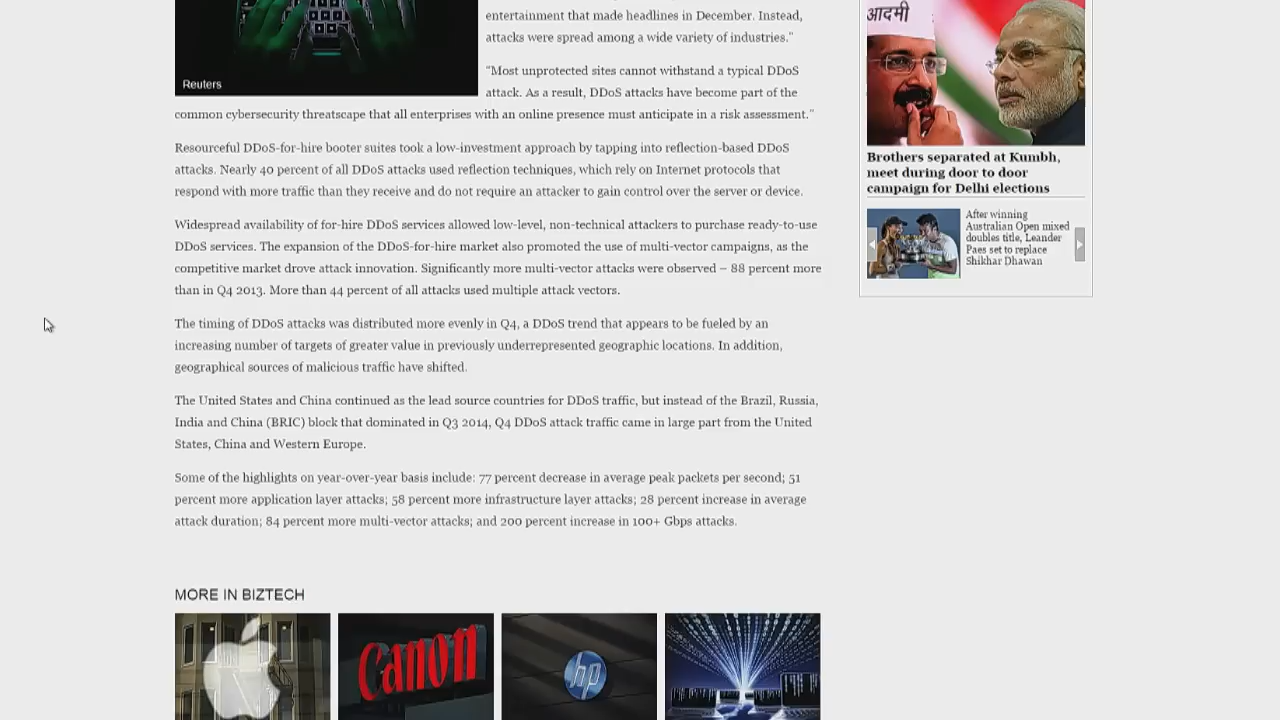 entertainment that made headlines in December. Instead,
attacks were spread among a wide variety of industries."
Reuters
"Most unprotected sites cannot withstand a typical DDoS
attack. As a result, DDoS attacks have become part of the
common cybersecurity threatscape that all enterprises with an online presence must anticipate in a risk assessment."
Resourceful DDoS-for-hire booter suites took a low-investment approach by tapping into reflection-based DDoS
attacks. Nearly 40 percent of all DDoS attacks used reflection techniques, which rely on Internet protocols that
respond with more traffic than they receive and do not require an attacker to gain control over the server or device.
Widespread availability of for-hire DDoS services allowed low-level, non-technical attackers to purchase ready-to-use
DDoS services. The expansion of the DDoS-for-hire market also promoted the use of multi-vector campaigns, as the
competitive market drove attack innovation. Significantly more multi-vector attacks were observed – 88 percent more
than in Q4 2013. More than 44 percent of all attacks used multiple attack vectors.
The timing of DDoS attacks was distributed more evenly in Q4, a DDoS trend that appears to be fueled by an
increasing number of targets of greater value in previously underrepresented geographic locations. In addition,
geographical sources of malicious traffic have shifted.
The United States and China continued as the lead source countries for DDoS traffic, but instead of the Brazil, Russia,
India and China (BRIC) block that dominated in Q3 2014, Q4 DDoS attack traffic came in large part from the United
States, China and Western Europe.
Some of the highlights on year-over-year basis include: 77 percent decrease in average peak packets per second; 51
percent more application layer attacks; 58 percent more infrastructure layer attacks; 28 percent increase in average
attack duration; 84 percent more multi-vector attacks; and 200 percent increase in 100+ Gbps attacks.
MORE IN BIZTECH
Canon
hp
आदमी
Brothers separated at Kumbh,
meet during door to door
campaign for Delhi elections
After winning
Australian Open mixed
doubles title, Leander
Paes set to replace
Shikhar Dhawan